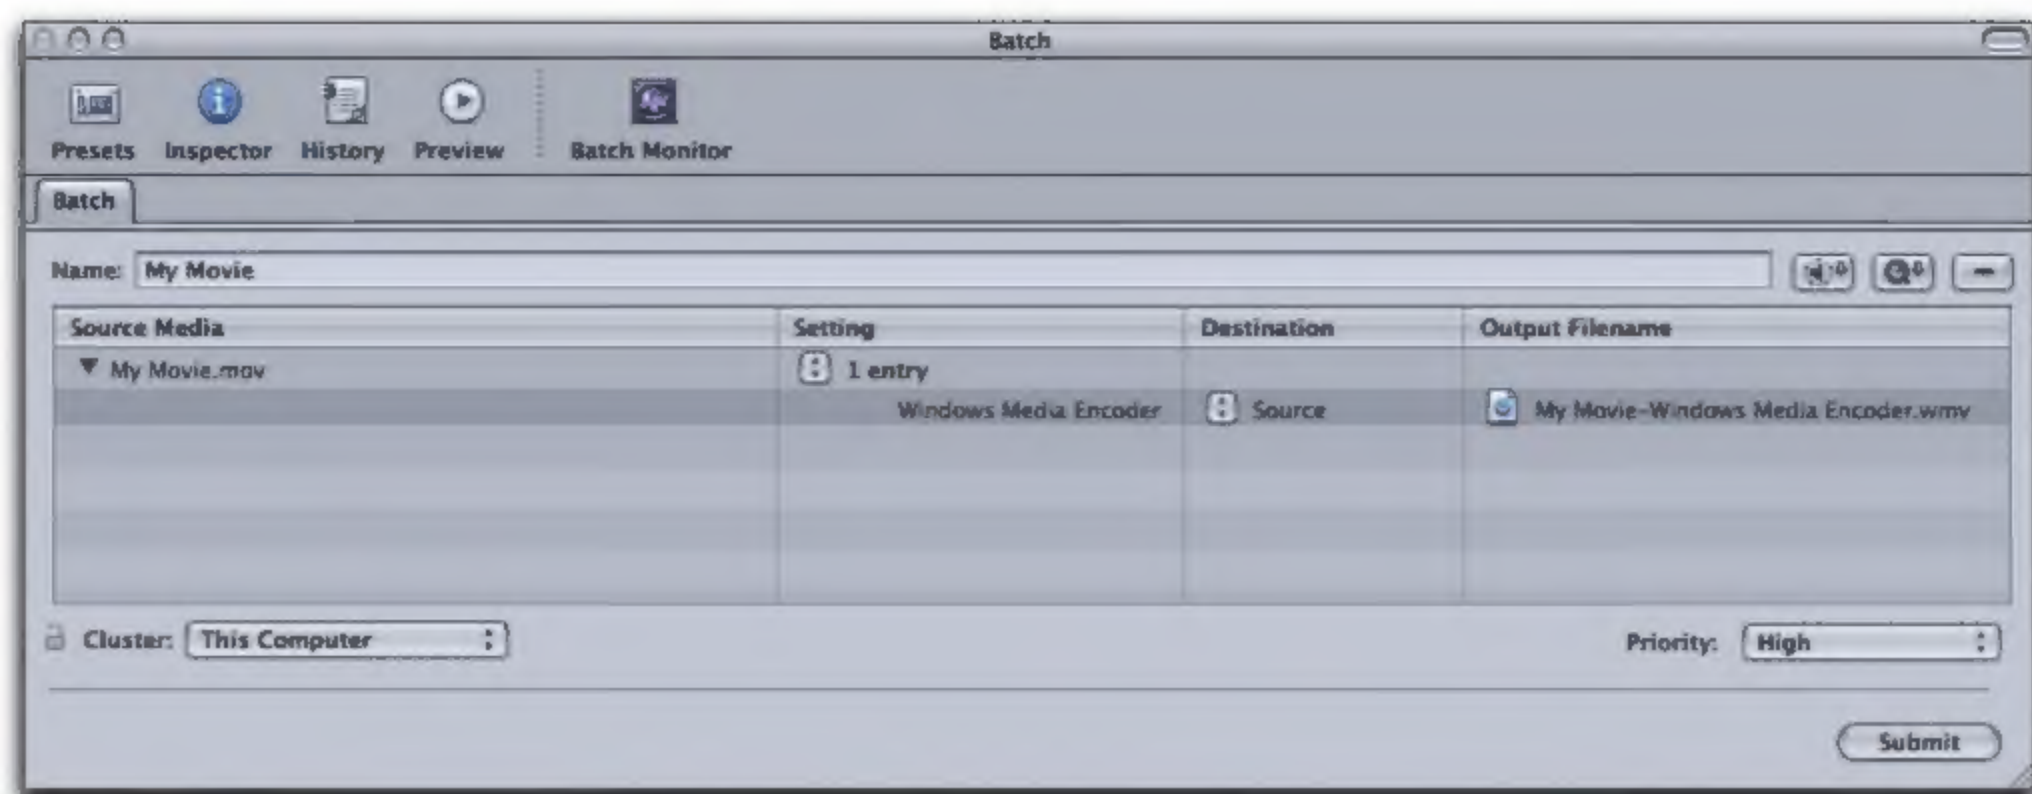 Batch
Presets Inspector History Preview Batch Monitor
Batch
Name: My Movie
Source Media Setting Destination Output Filename
My Movie.mov 1 entry
Windows Media Encoder Source My Movie-Windows Media Encoder.wmv
Cluster: This Computer Priority: High
Submit